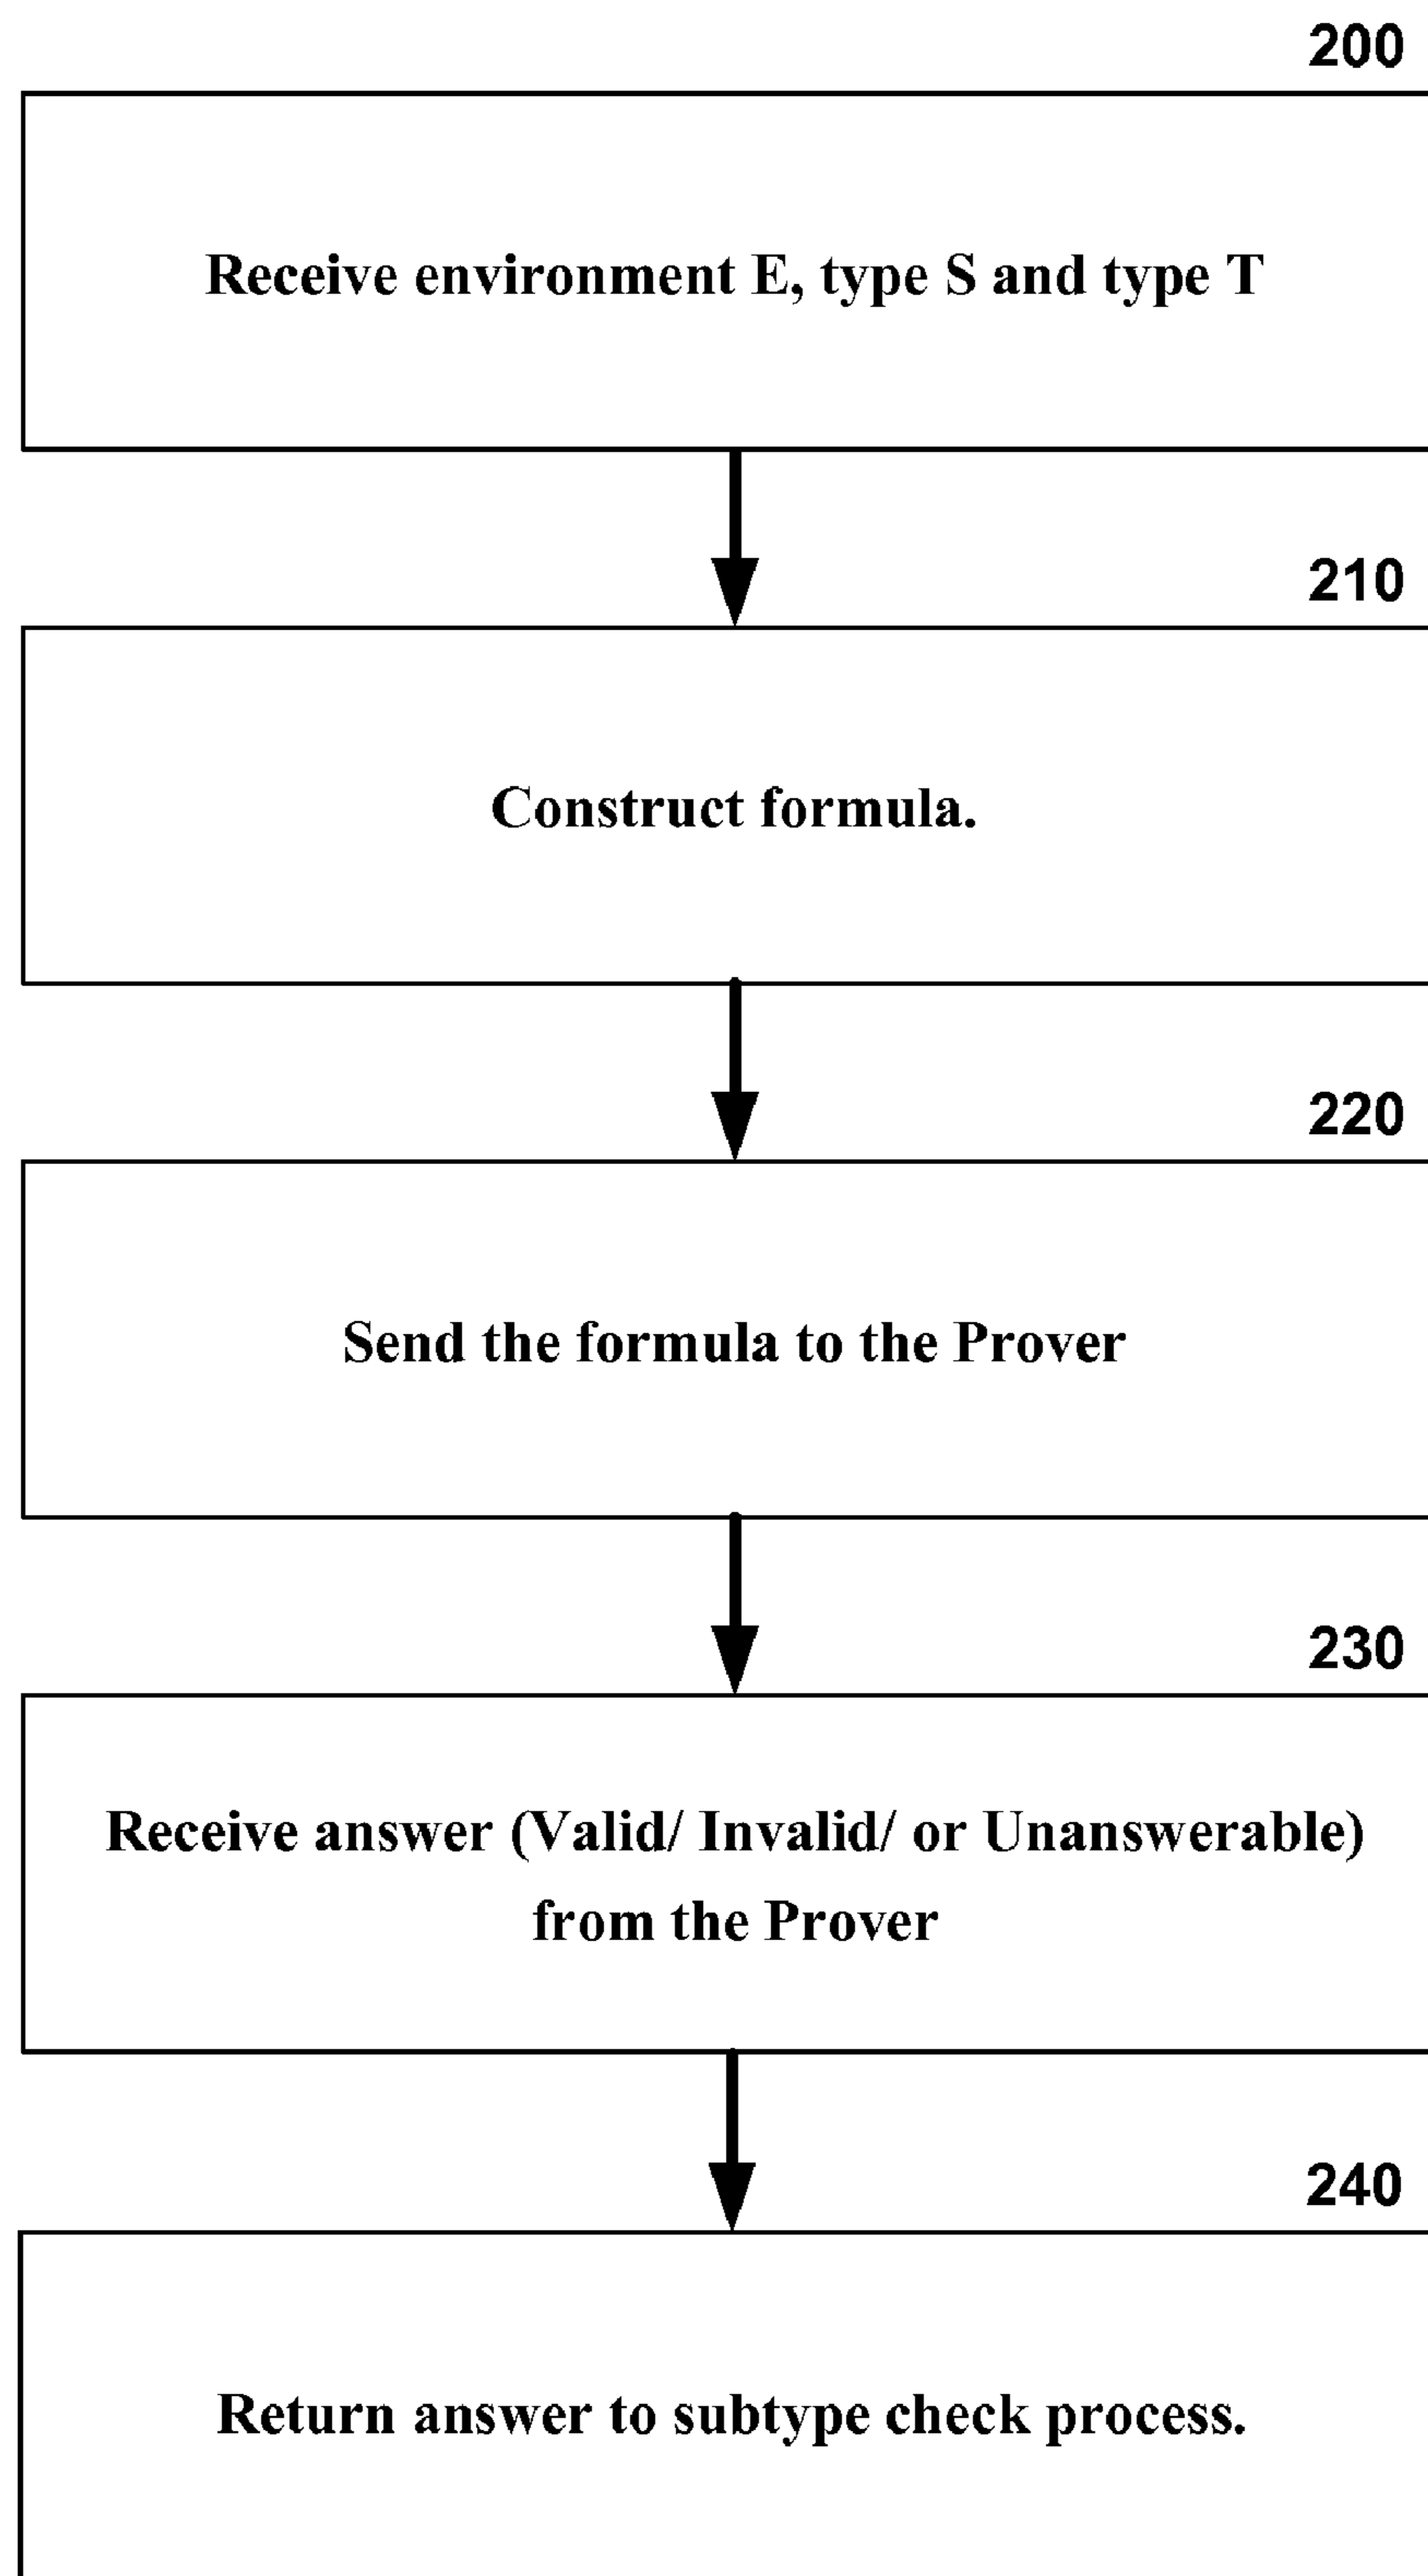 200
Receive environment E, type S and type T
210
Construct formula.
220
Send the formula to the Prover
230
Receive answer (Valid/ Invalid/ or Unanswerable)
from the Prover
240
Return answer to subtype check process.